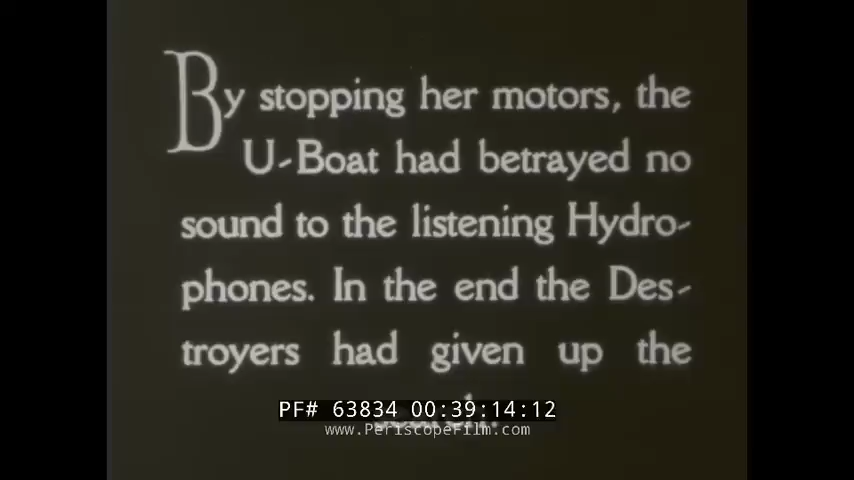 By stopping her motors, the
U-Boat had betrayed no
sound to the listening Hydro-
phones. In the end the Des-
troyers had given up the
search.
PF# 63834 00:39:14:12
www.PeriscopeFilm.com